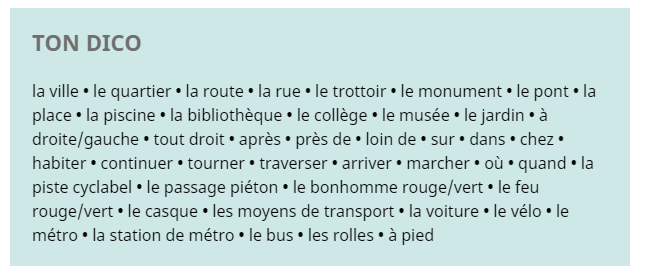 TON DICO
la ville • le quartier • la route • la rue • le trottoir • le monument • le pont • la
place • la piscine • la bibliothèque • le collège • le musée • le jardin • à
droite/gauche • tout droit • après • près de • loin de • sur • dans • chez •
habiter • continuer • tourner • traverser • arriver • marcher • où • quand • la
piste cyclabel • le passage piéton • le bonhomme rouge/vert • le feu
rouge/vert • le casque • les moyens de transport • la voiture • le vélo • le
métro • la station de métro • le bus • les rolles • à pied